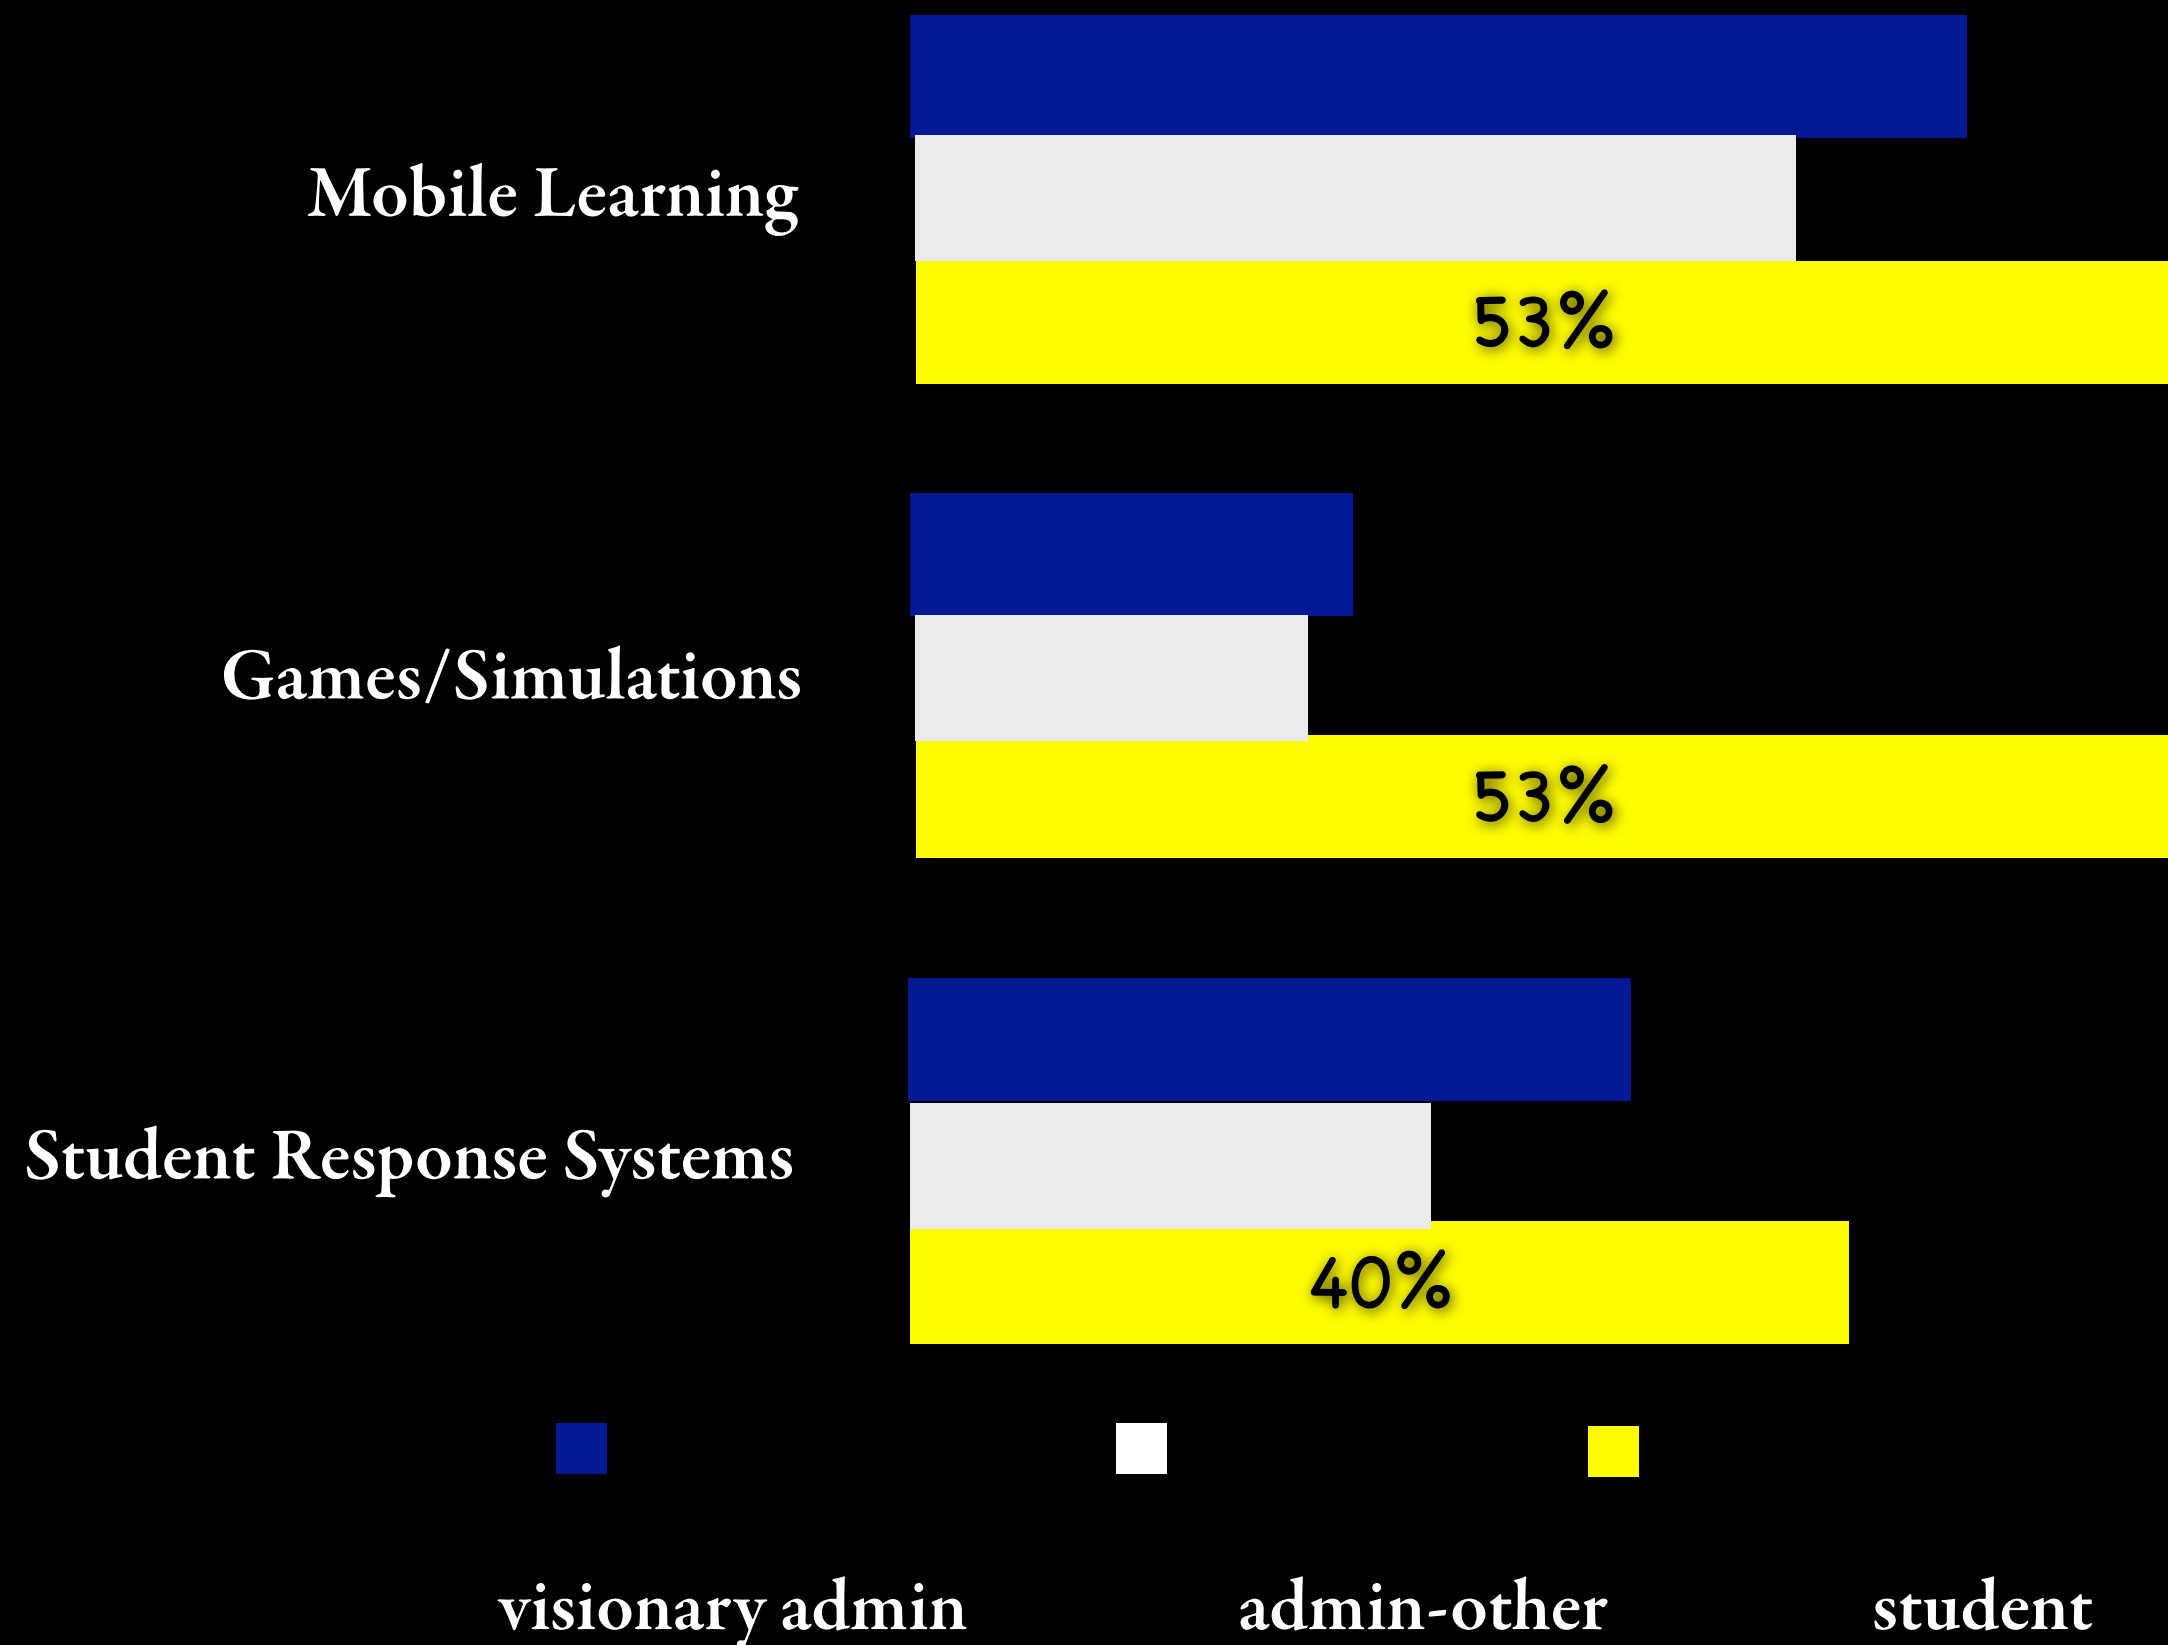 Mobile Learning
53%
Games/Simulations
53%
Student Response Systems
40%
visionary admin
admin-other
student